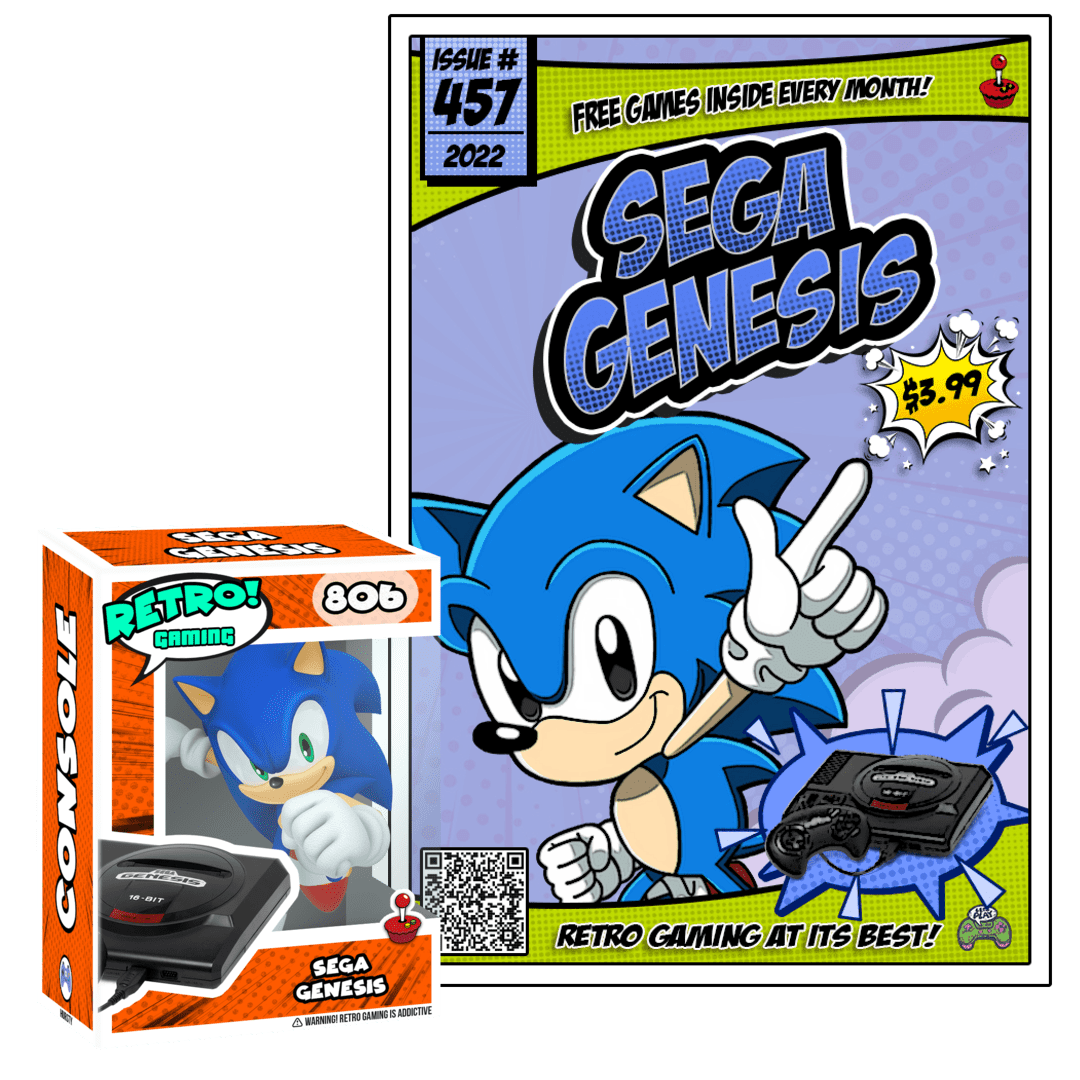 ISSUE #
457
2022
FREE GAMES INSIDE EVERY MONTH!
SEGA
GENESIS
$3.99
RETRO GAMING AT ITS BEST!
SEGA
GENESIS
RETRO!
GAMING
806
CONSOLE
SEGA
GENESIS
16-BIT
SEGA
GENESIS
WARNING! RETRO GAMING IS ADDICTIVE